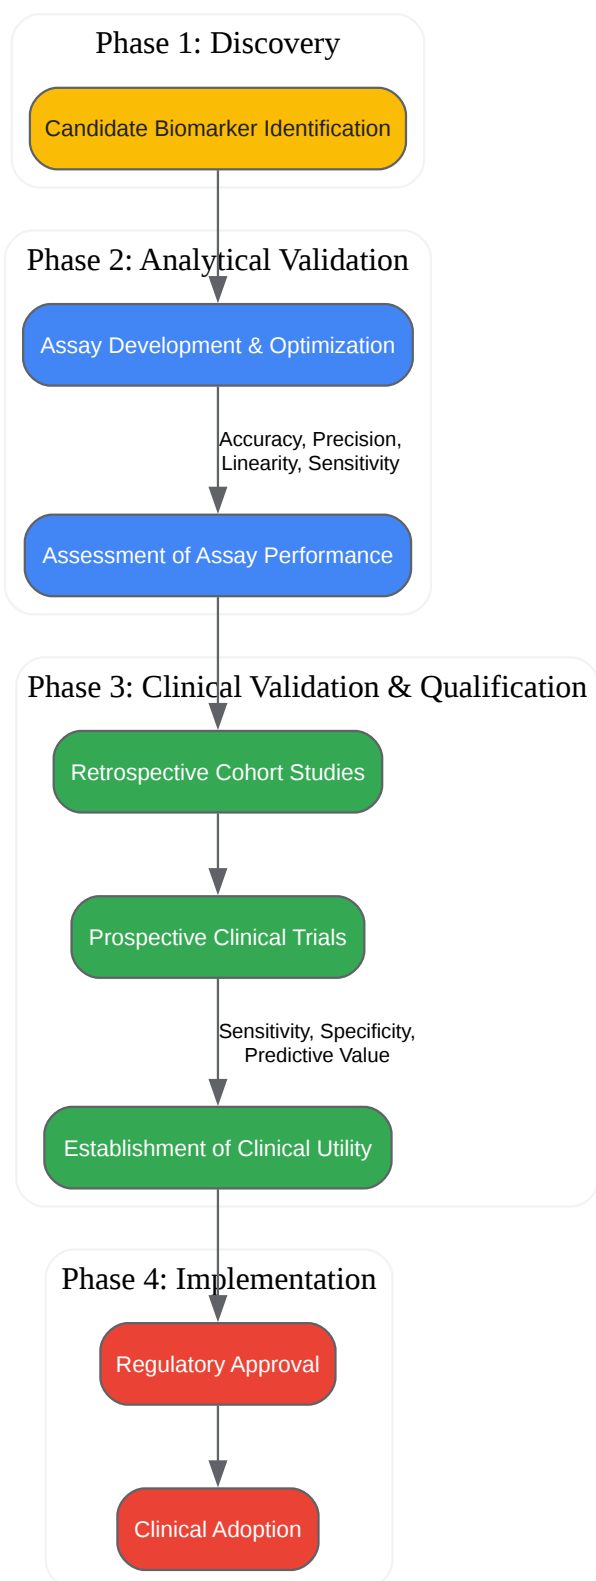 Phase 1: Discovery
Candidate Biomarker Identification
Phase 2: Analytical Validation
Assay Development & Optimization
Accuracy, Precision,
Linearity, Sensitivity
Assessment of Assay Performance
Phase 3: Clinical Validation & Qualification
Retrospective Cohort Studies
Prospective Clinical Trials
Sensitivity, Specificity,
Predictive Value
Establishment of Clinical Utility
Phase 4: Implementation
Regulatory Approval
Clinical Adoption